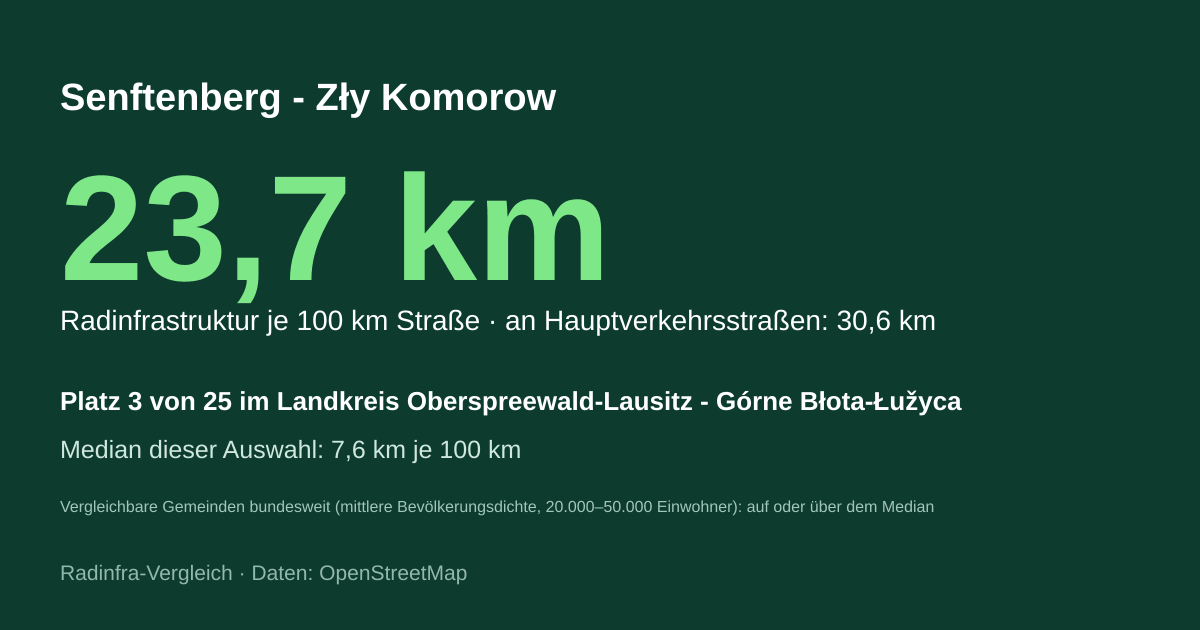 Senftenberg - Zły Komorow
23,7 km
Radinfrastruktur je 100 km Straße · an Hauptverkehrsstraßen: 30,6 km
Platz 3 von 25 im Landkreis Oberspreewald-Lausitz - Górne Błota-Łužyca
Median dieser Auswahl: 7,6 km je 100 km
Vergleichbare Gemeinden bundesweit (mittlere Bevölkerungsdichte, 20.000–50.000 Einwohner): auf oder über dem Median
Radinfra-Vergleich · Daten: OpenStreetMap